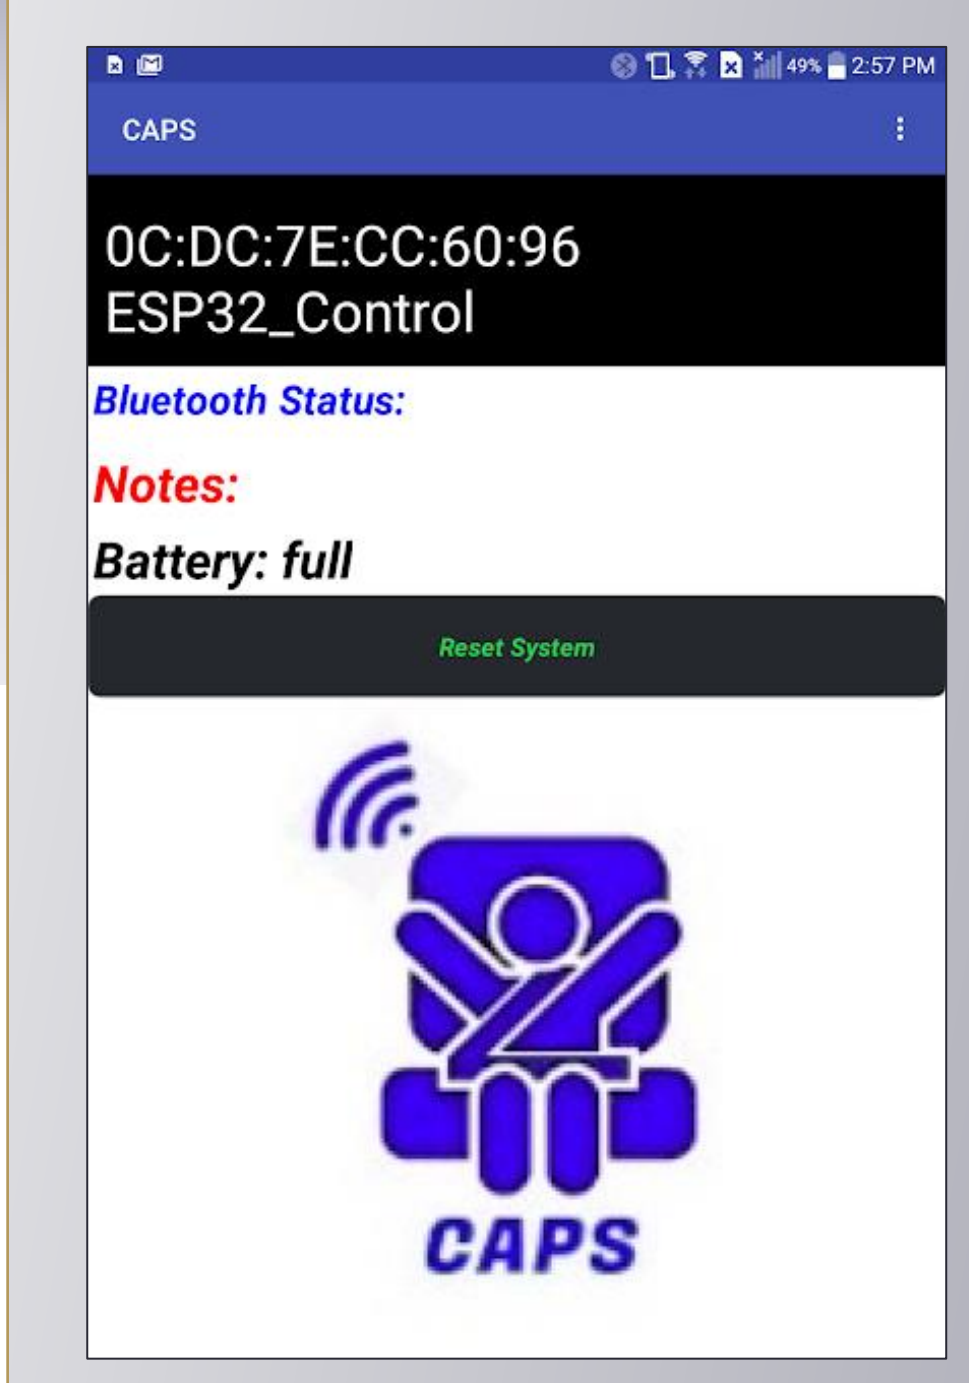 49% 2:57 PM
CAPS
0C:DC:7E:CC:60:96
ESP32_Control
Bluetooth Status:
Notes:
Battery: full
Reset System
CAPS